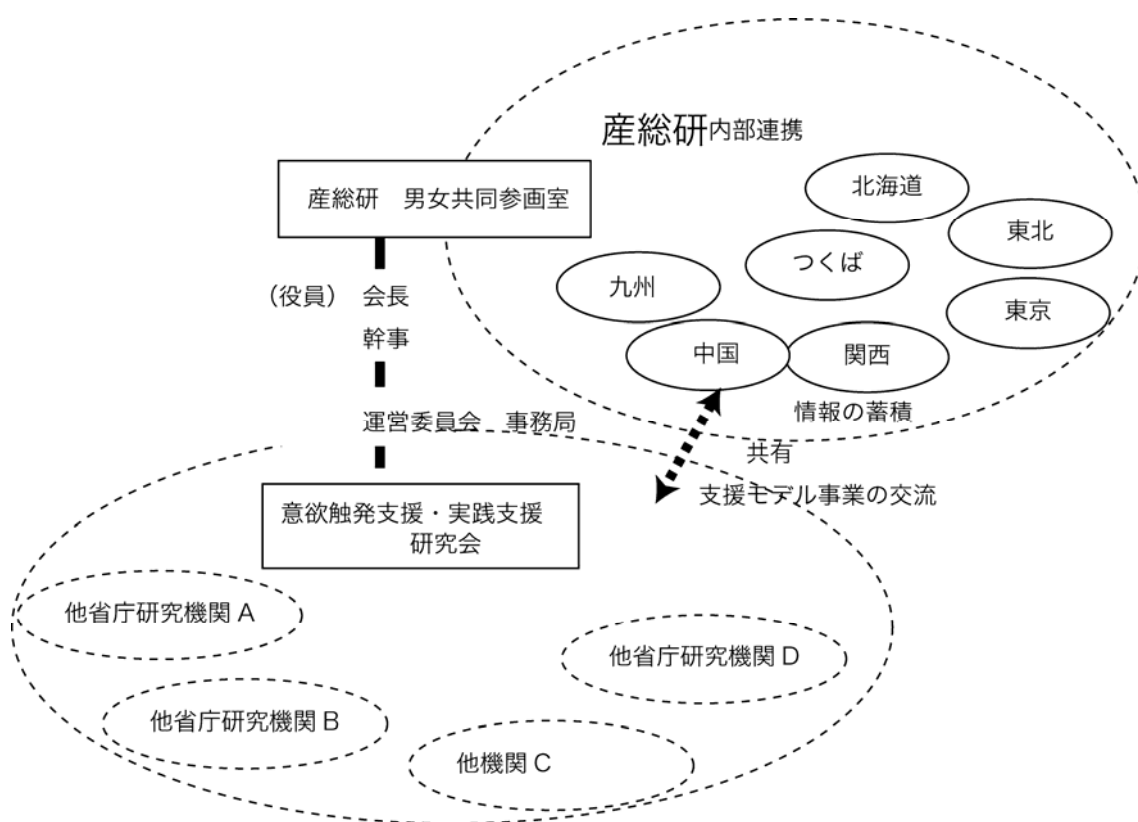 産総研内部連携
産総研　男女共同参画室
北海道
東北
つくば
九州
東京
（役員） 会長
幹事
中国
関西
情報の蓄積
運営委員会　事務局
共有
支援モデル事業の交流
意欲触発支援・実践支援
研究会
他省庁研究機関 A
他省庁研究機関 D
他省庁研究機関 B
他機関 C